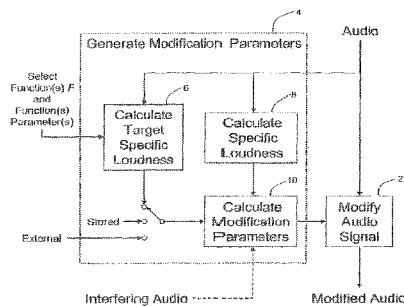 4
Generate Modification Parameters
Audio
Select
Function(s) F
and
Function(s)
Parameter(s)
6
8
Calculate
Target
Specific
Loudness
Calculate
Specific
Loudness
10
2
Calculate
Modification
Parameters
Modify
Audio
Signal
Stored
External
Interfering Audio
Modified Audio